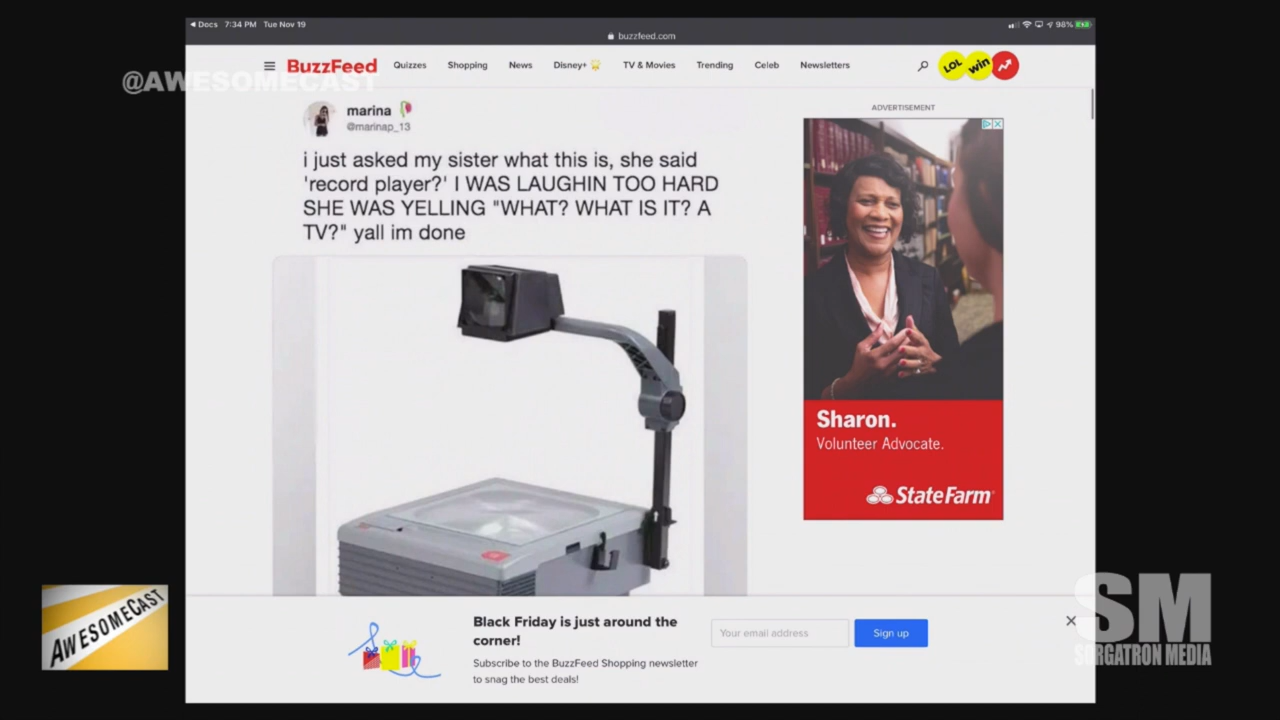 Docs 7:34 PM Tue Nov 19
98%
buzzfeed.com
BuzzFeed Quizzes Shopping News Disney+ TV & Movies Trending Celeb Newsletters LOL win
@AWESOMECAST
marina
@marinap_13
i just asked my sister what this is, she said
'record player?' I WAS LAUGHIN TOO HARD
SHE WAS YELLING "WHAT? WHAT IS IT? A
TV?" yall im done
ADVERTISEMENT
Sharon.
Volunteer Advocate.
StateFarm
AWESOMECAST
Black Friday is just around the
corner!
Subscribe to the BuzzFeed Shopping newsletter
to snag the best deals!
Your email address
Sign up
SM
SORGATRON MEDIA